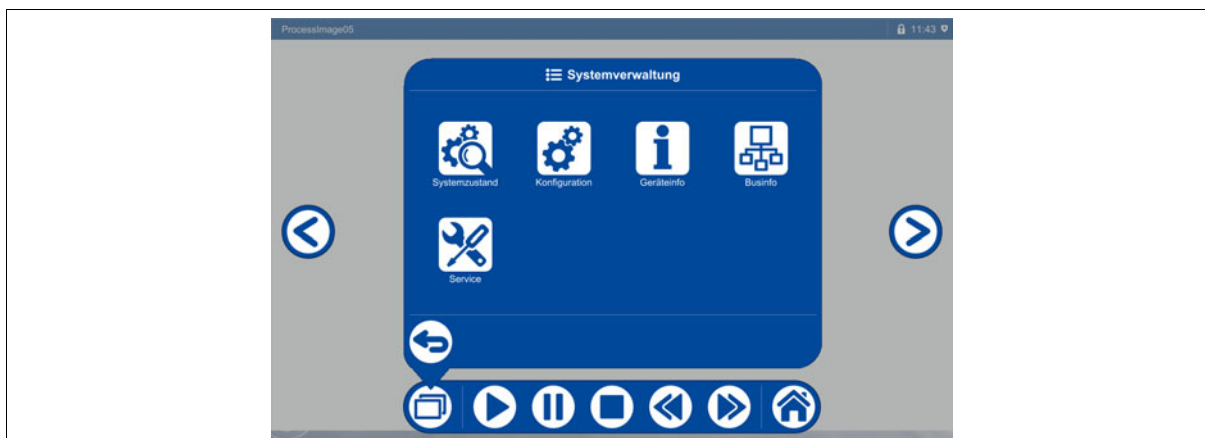 ProcessImage05
11:43
Systemverwaltung
Systemzustand
Konfiguration
Geräteinfo
Businfo
Service